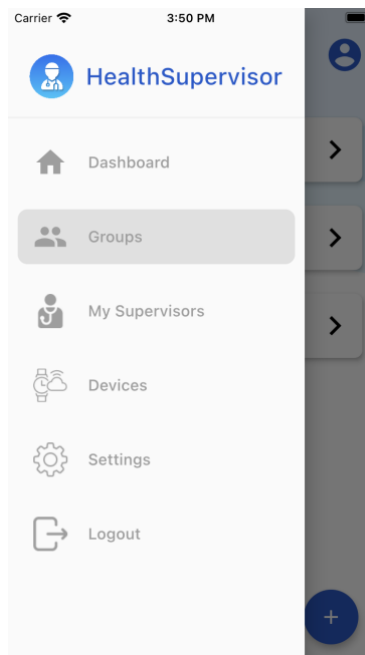 Carrier 3:50 PM
HealthSupervisor
Dashboard
Groups
My Supervisors
Devices
Settings
Logout
+